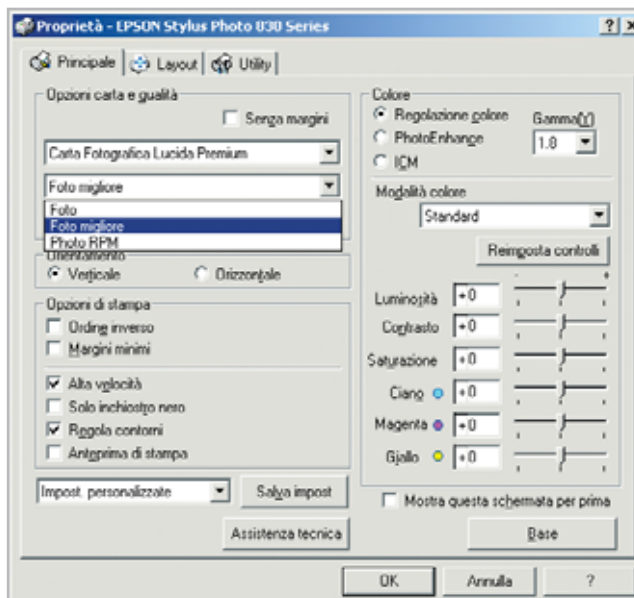 Proprietà - EPSON Stylus Photo 830 Series
Principale
Layout
Utility
Opzioni carta e qualità
Senza margini
Carta Fotografica Lucida Premium
Foto migliore
Foto
Foto migliore
Photo RPM
Orientamento
Verticale
Orizzontale
Opzioni di stampa
Ordine inverso
Margini minimi
Alta velocità
Solo inchiostro nero
Regola contorni
Anteprima di stampa
Impost. personalizzate
Salva impost
Assistenza tecnica
Colore
Regolazione colore
PhotoEnhance
ICM
Gamma(Y)
1.8
Modalità colore
Standard
Reimposta controlli
- +
Luminosità +0
Contrasto +0
Saturazione +0
Ciano +0
Magenta +0
Giallo +0
Mostra questa schermata per prima
Base
OK
Annulla
?